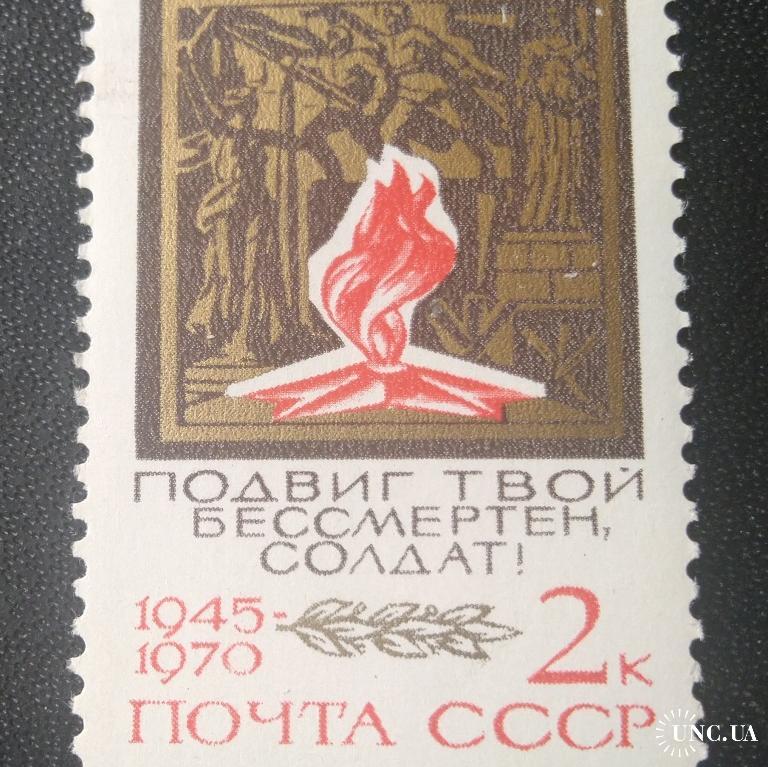 ПОДВИГ ТВОЙ
БЕССМЕРТЕН,
СОЛДАТ!
1945-
1970
2к
ПОЧТА СССР
UNC.UA